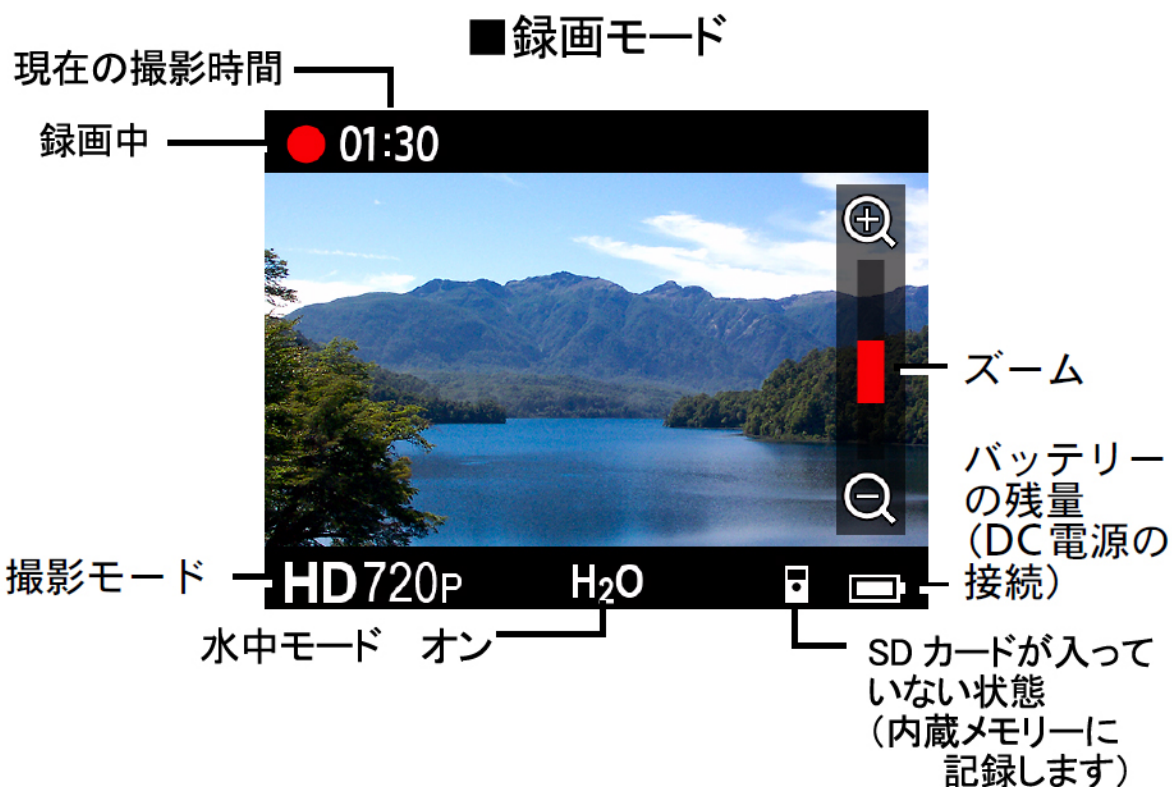 ■録画モード
現在の撮影時間
録画中
01:30
ズーム
バッテリー
の残量
(DC電源の
接続)
撮影モード
HD720P
H₂O
水中モード オン
SD カードが入って
いない状態
(内蔵メモリーに
記録します)